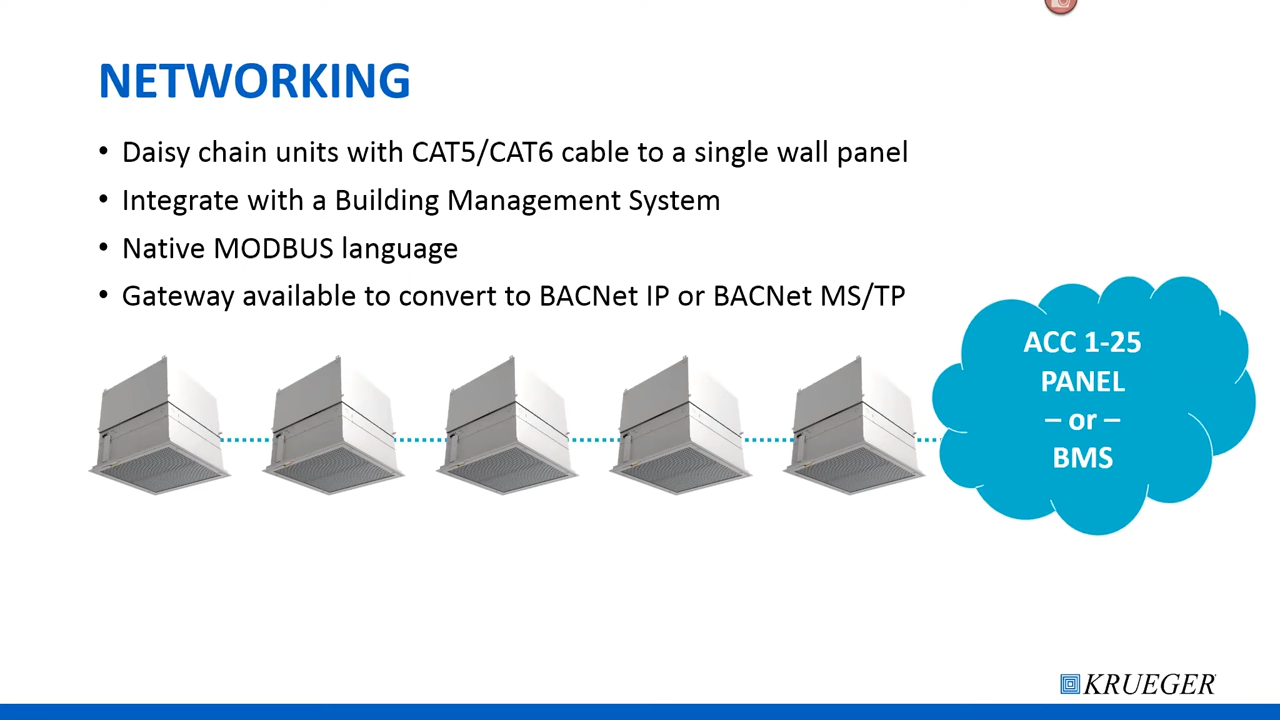 NETWORKING
• Daisy chain units with CAT5/CAT6 cable to a single wall panel
• Integrate with a Building Management System
• Native MODBUS language
• Gateway available to convert to BACNet IP or BACNet MS/TP
ACC 1-25
PANEL
– or –
BMS
KRUEGER